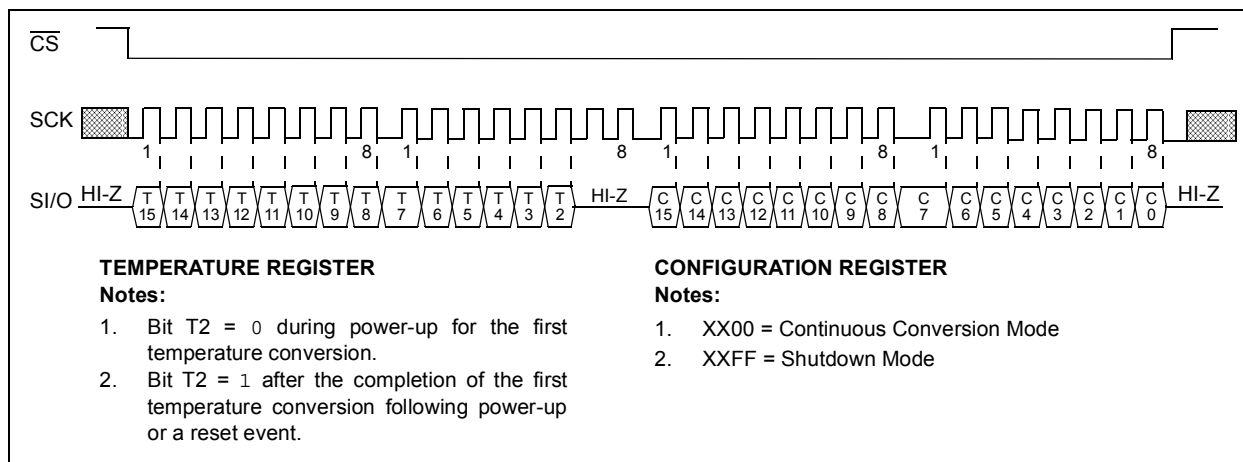 CS
SCK
1 8 1 8 1 8 1 8
SI/O HI-Z T 15 T 14 T 13 T 12 T 11 T 10 T 9 T 8 T 7 T 6 T 5 T 4 T 3 T 2 HI-Z C 15 C 14 C 13 C 12 C 11 C 10 C 9 C 8 C 7 C 6 C 5 C 4 C 3 C 2 C 1 C 0 HI-Z
TEMPERATURE REGISTER
Notes:
1. Bit T2 = 0 during power-up for the first
temperature conversion.
2. Bit T2 = 1 after the completion of the first
temperature conversion following power-up
or a reset event.
CONFIGURATION REGISTER
Notes:
1. XX00 = Continuous Conversion Mode
2. XXFF = Shutdown Mode